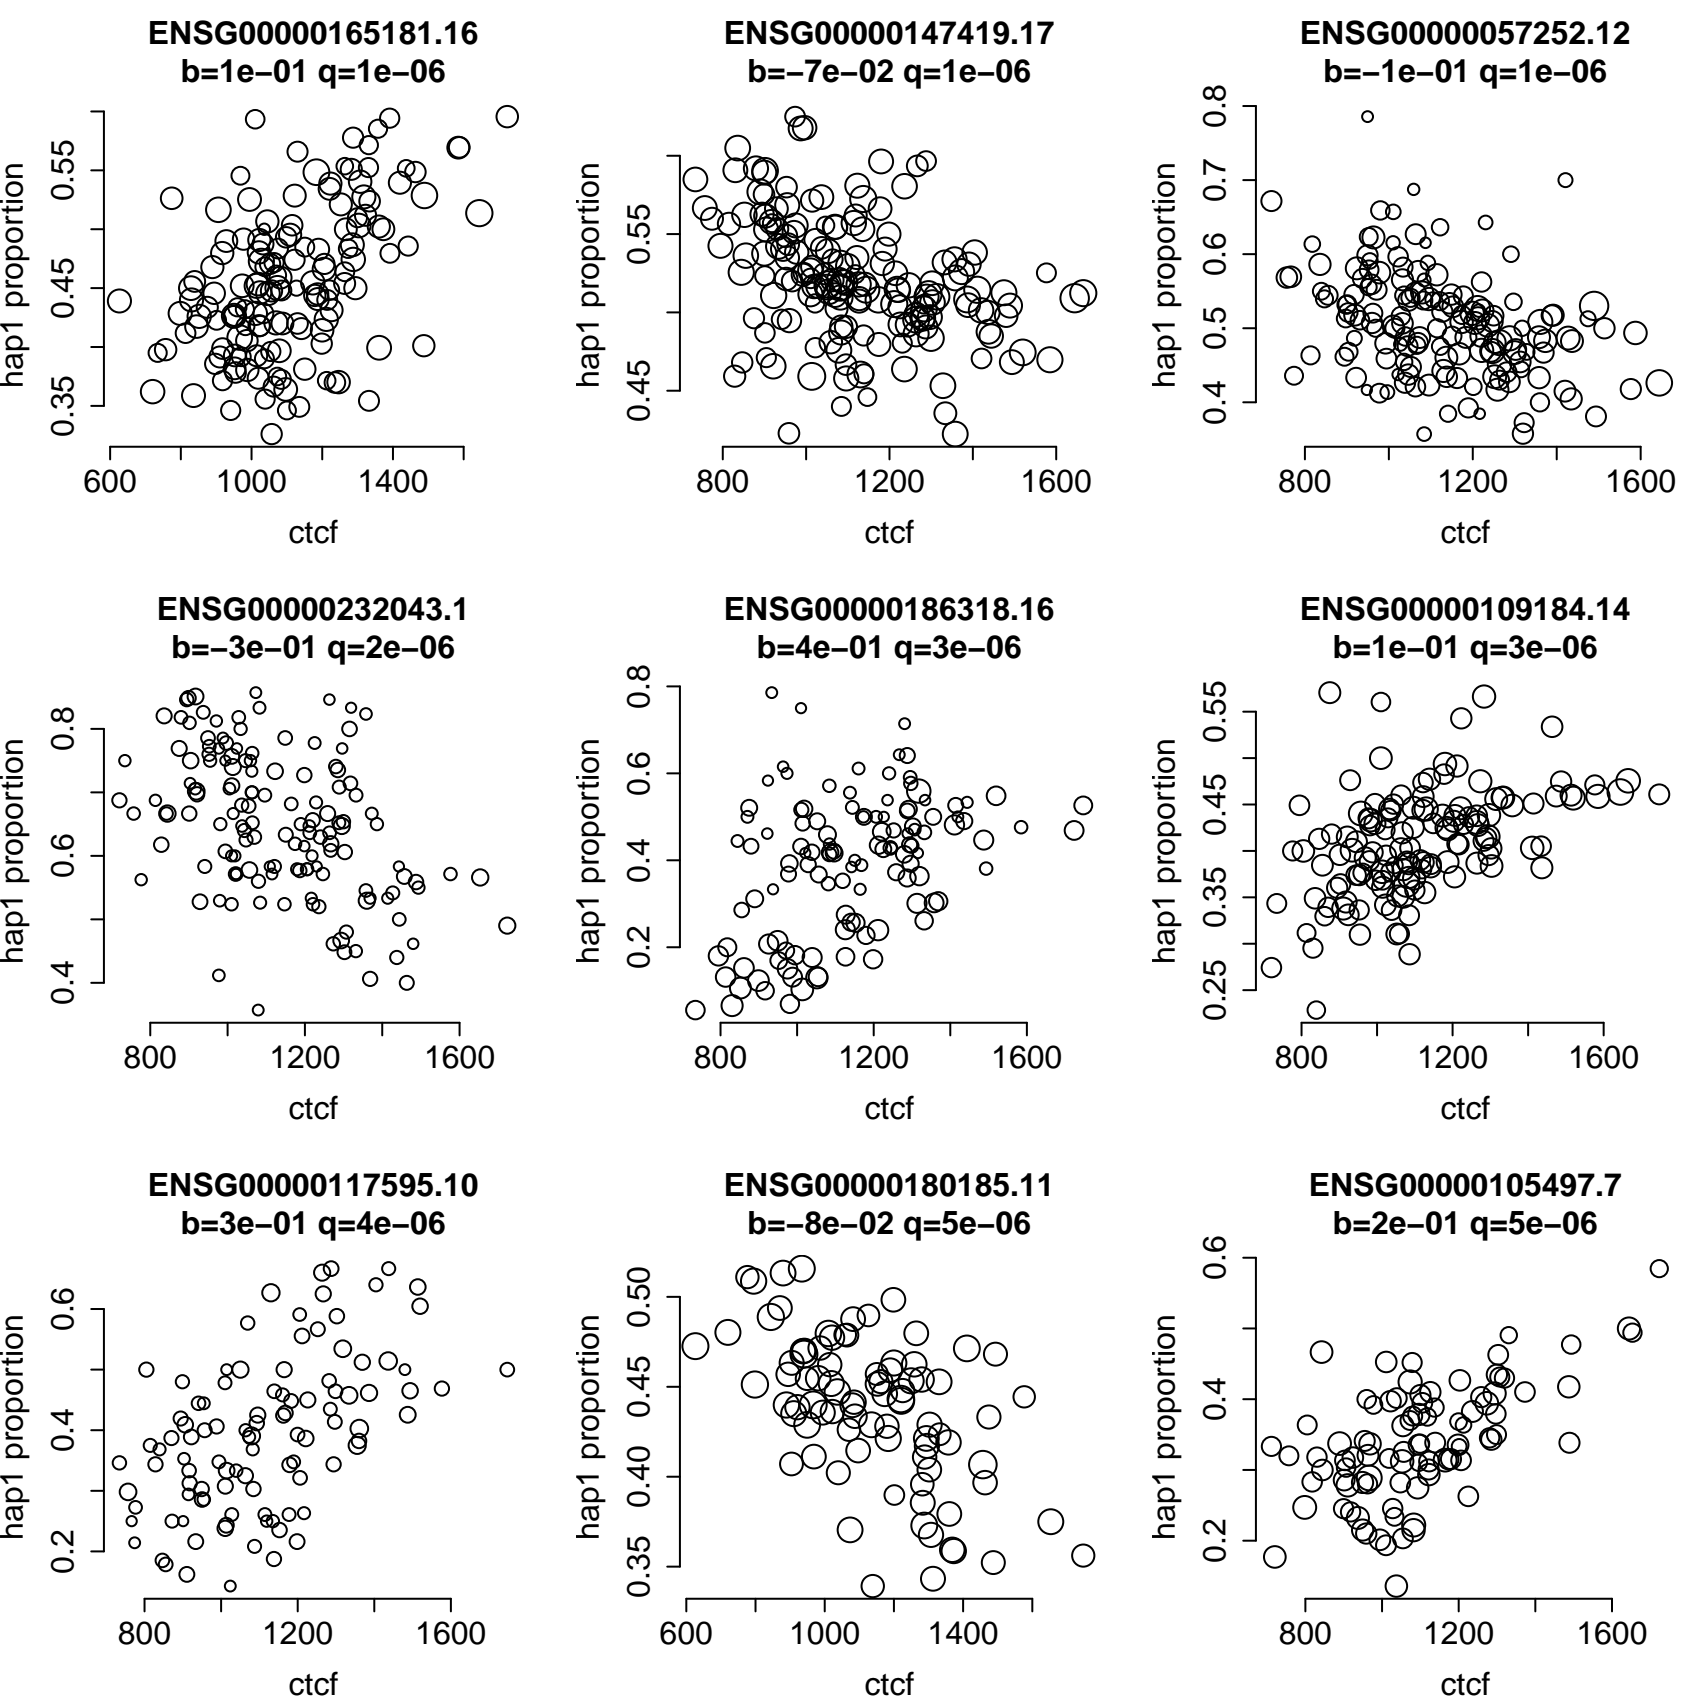 ENSG00000165181.16
b=1e−01 q=1e−06
hap1 proportion
0.35 0.45 0.55
600 1000 1400
ctcf
ENSG00000147419.17
b=−7e−02 q=1e−06
hap1 proportion
0.45 0.55
800 1200 1600
ctcf
ENSG00000057252.12
b=−1e−01 q=1e−06
hap1 proportion
0.4 0.5 0.6 0.7 0.8
800 1200 1600
ctcf
ENSG00000232043.1
b=−3e−01 q=2e−06
hap1 proportion
0.4 0.6 0.8
800 1200 1600
ctcf
ENSG00000186318.16
b=4e−01 q=3e−06
hap1 proportion
0.2 0.4 0.6 0.8
800 1200 1600
ctcf
ENSG00000109184.14
b=1e−01 q=3e−06
hap1 proportion
0.25 0.35 0.45 0.55
800 1200 1600
ctcf
ENSG00000117595.10
b=3e−01 q=4e−06
hap1 proportion
0.2 0.4 0.6
800 1200 1600
ctcf
ENSG00000180185.11
b=−8e−02 q=5e−06
hap1 proportion
0.35 0.40 0.45 0.50
600 1000 1400
ctcf
ENSG00000105497.7
b=2e−01 q=5e−06
hap1 proportion
0.2 0.4 0.6
800 1200 1600
ctcf